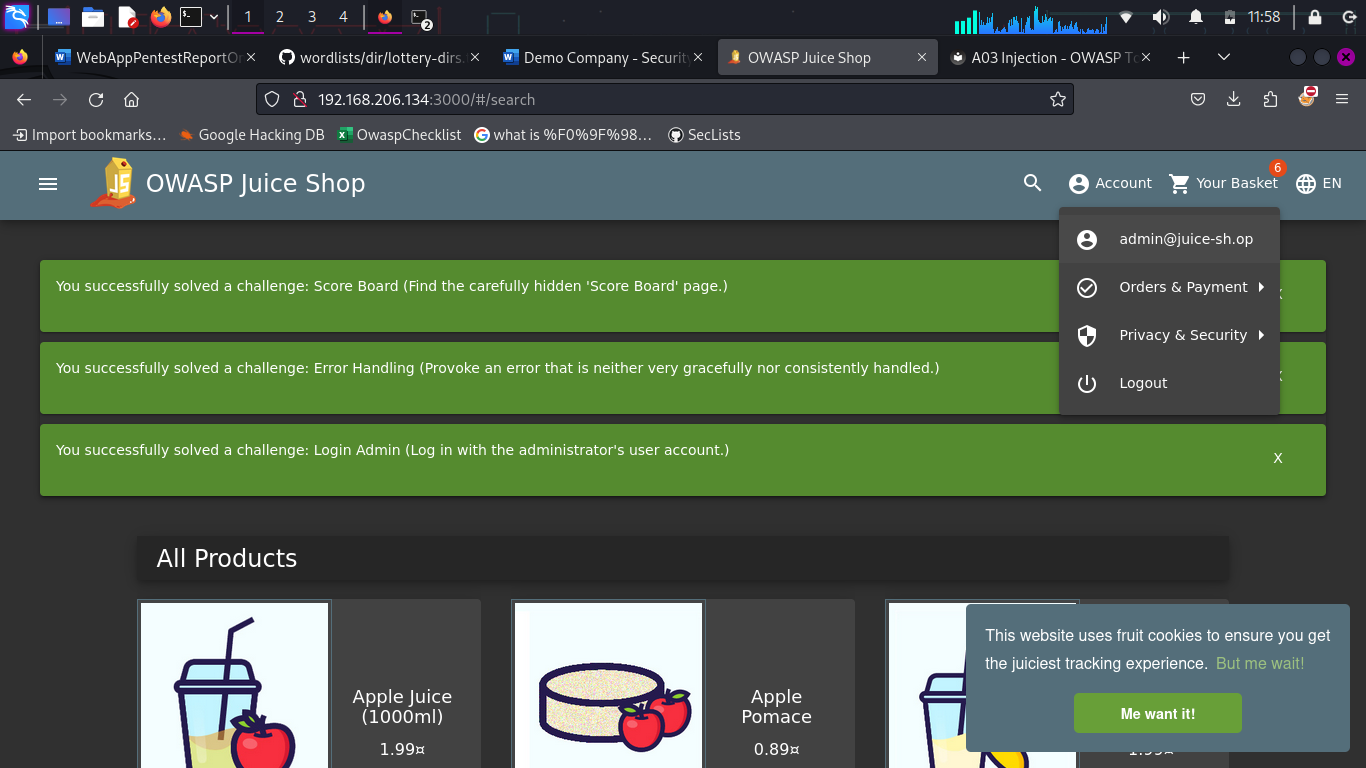 1 2 3 4 2 11:58
WebAppPentestReportOr wordlists/dir/lottery-dirs. Demo Company - Security OWASP Juice Shop A03 Injection - OWASP To
192.168.206.134:3000/#/search
Import bookmarks... Google Hacking DB OwaspChecklist what is %F0%9F%98... SecLists
OWASP Juice Shop Account Your Basket 6 EN
admin@juice-sh.op
Orders & Payment
Privacy & Security
Logout
You successfully solved a challenge: Score Board (Find the carefully hidden 'Score Board' page.)
You successfully solved a challenge: Error Handling (Provoke an error that is neither very gracefully nor consistently handled.)
You successfully solved a challenge: Login Admin (Log in with the administrator's user account.) X
All Products
Apple Juice
(1000ml)
1.99¤
Apple
Pomace
0.89¤
This website uses fruit cookies to ensure you get
the juiciest tracking experience. But me wait!
Me want it!